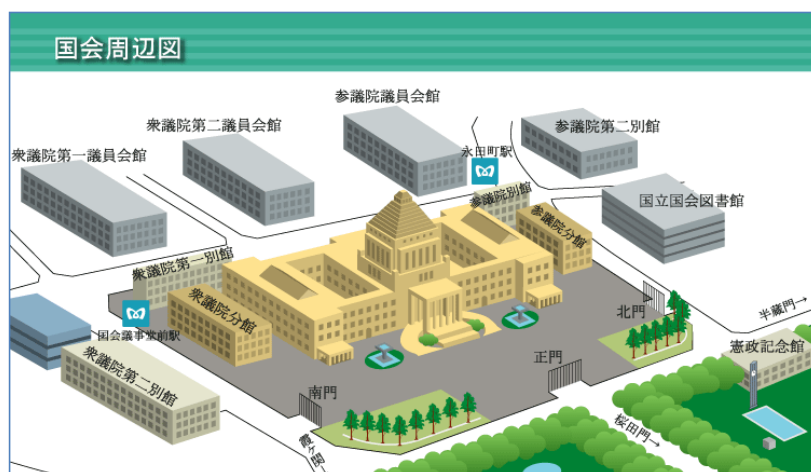 国会周辺図
参議院議員会館
衆議院第二議員会館
参議院第二別館
衆議院第一議員会館
永田町駅
参議院別館
国立国会図書館
参議院分館
衆議院第一別館
衆議院分館
国会議事堂前駅
北門
半蔵門→
憲政記念館
衆議院第二別館
正門
南門
桜田門→
霞ヶ関